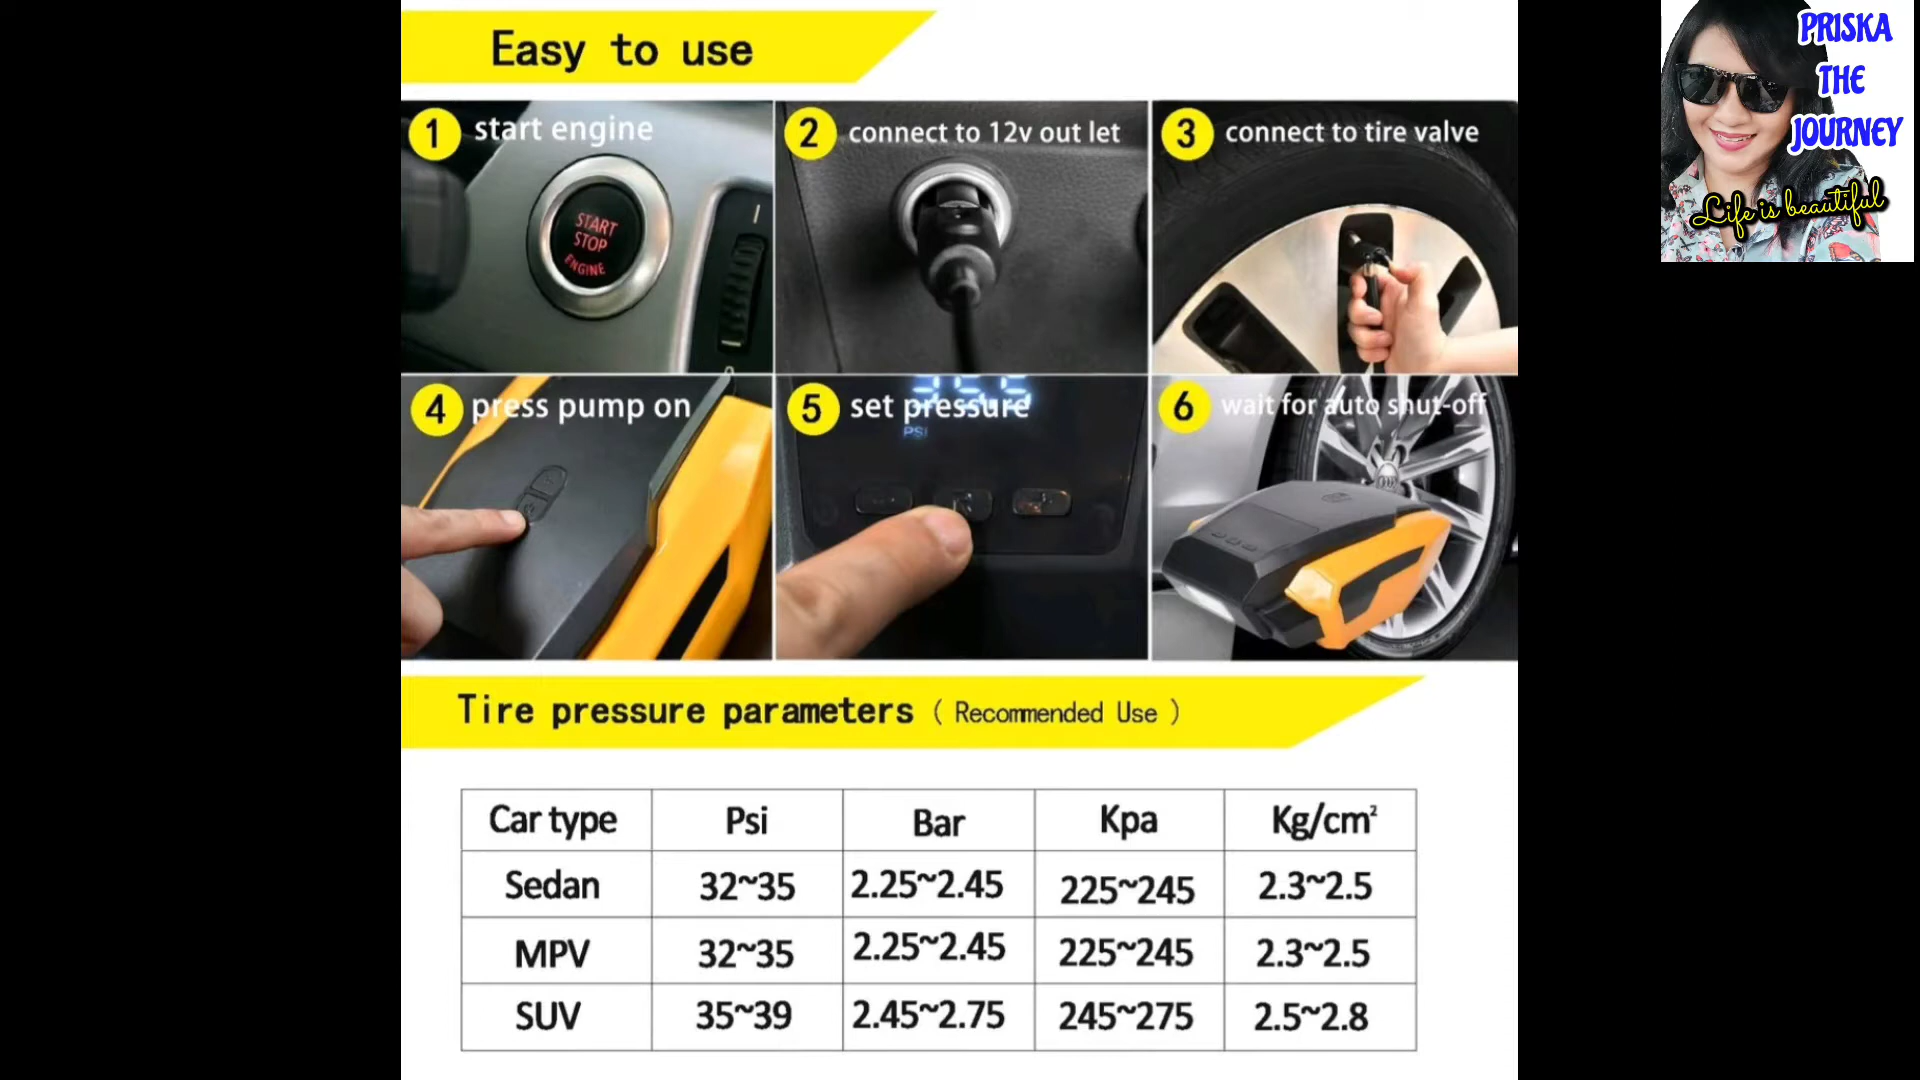 Easy to use
1 start engine
START
STOP
ENGINE
2 connect to 12v out let
3 connect to tire valve
4 press pump on
5 set pressure
PSI
6 wait for auto shut-off
Tire pressure parameters ( Recommended Use )
Car type Psi Bar Kpa Kg/cm²
Sedan 32~35 2.25~2.45 225~245 2.3~2.5
MPV 32~35 2.25~2.45 225~245 2.3~2.5
SUV 35~39 2.45~2.75 245~275 2.5~2.8
PRISKA
THE
JOURNEY
Life is beautiful